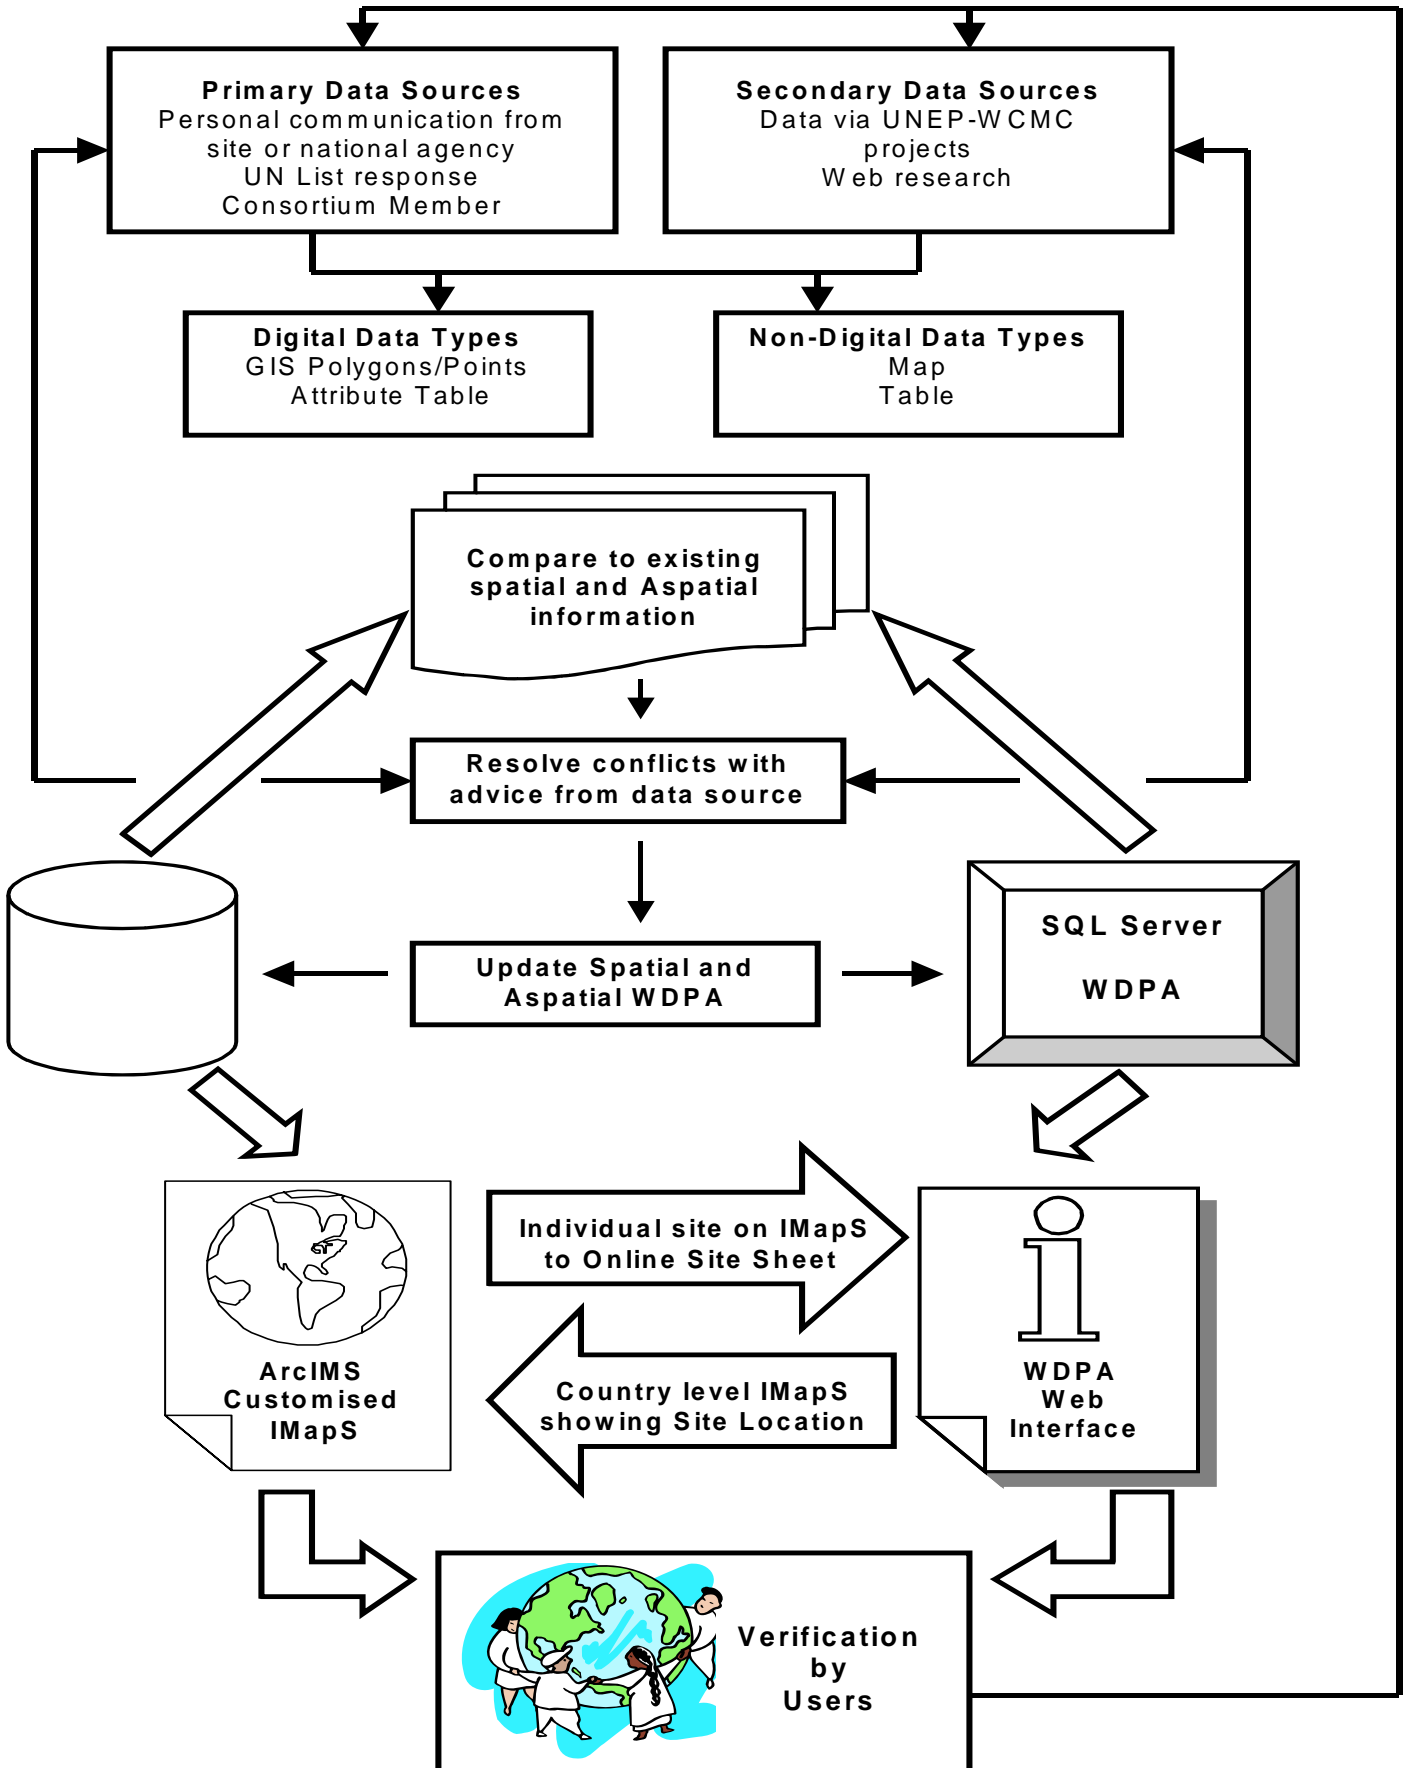 Primary Data Sources
Personal communication from
site or national agency
UN List response
Consortium Member
Secondary Data Sources
Data via UNEP-WCMC
projects
Web research
Digital Data Types
GIS Polygons/Points
Attribute Table
Non-Digital Data Types
Map
Table
Compare to existing
spatial and Aspatial
information
Resolve conflicts with
advice from data source
Update Spatial and
Aspatial WDPA
SQL Server
WDPA
Individual site on IMapS
to Online Site Sheet
ArcIMS
Customised
IMapS
Country level IMapS
showing Site Location
WDPA
Web
Interface
Verification
by
Users